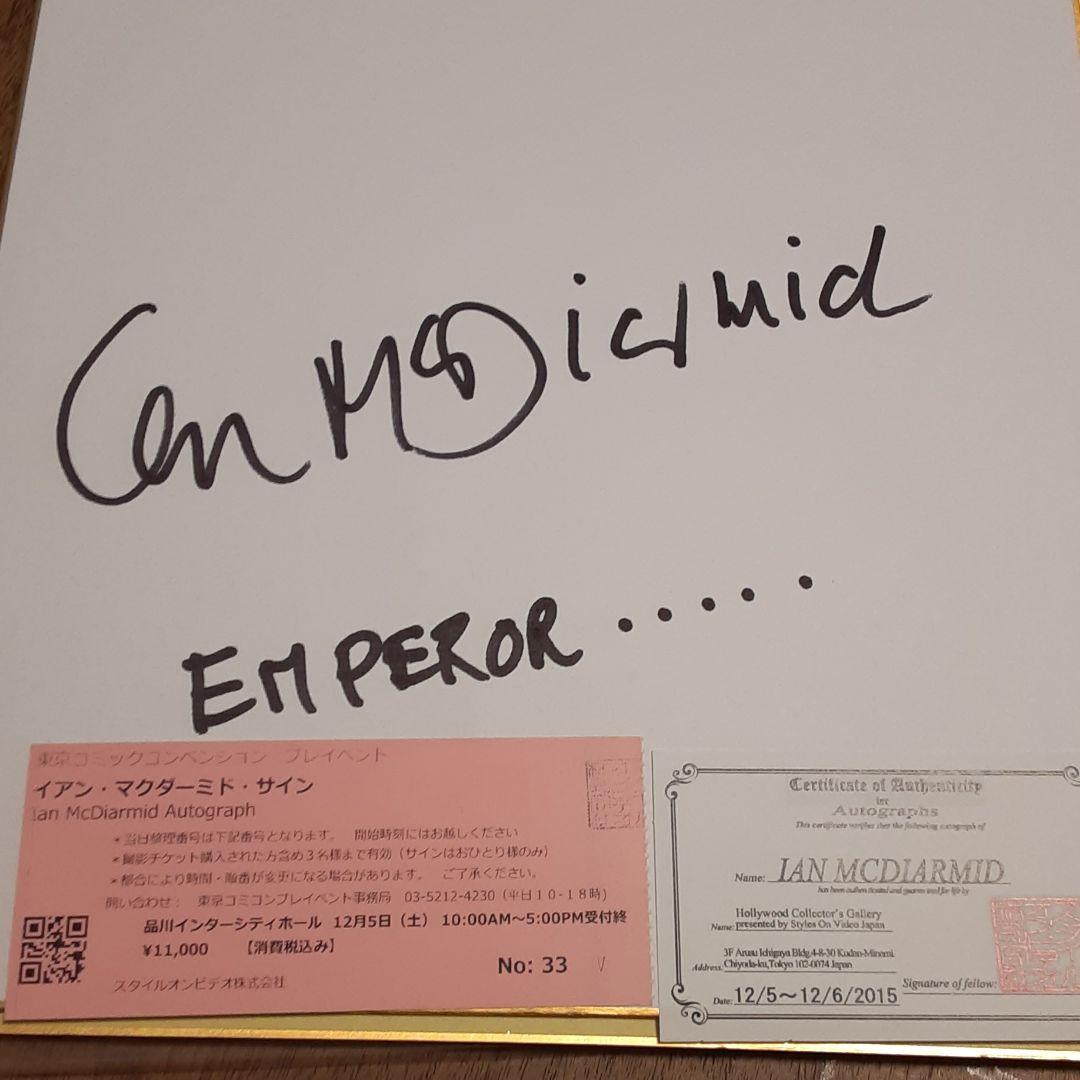 Ian McDiarmid
EMPEROR.....
東京コミックコンベンション プレイベント
イアン・マクダーミド・サイン
Ian McDiarmid Autograph
*当日整理番号は下記番号となります。 開始時刻にはお越しください
*撮影チケット購入された方含め3名様まで有効(サインはおひとり様のみ)
*都合により時間・順番が変更になる場合があります。 ご了承ください。
問い合わせ: 東京コミコンプレイベント事務局 03-5212-4230(平日10-18時)
品川インターシティホール 12月5日(土) 10:00AM～5:00PM受付終
¥11,000 【消費税込み】
No: 33
スタイルオンビデオ株式会社
Certificate of Authenticity
for
Autographs
This certificate verifies that the following autograph of
Name: IAN MCDIARMID
has been authenticated and guaranteed for life by
Hollywood Collector's Gallery
Name: presented by Styles On Video Japan
3F Arusu Ichigaya Bldg.4-8-30 Kudan-Minami
Address: Chiyoda-ku,Tokyo 102-0074 Japan
Signature of fellow:
Date: 12/5～12/6/2015